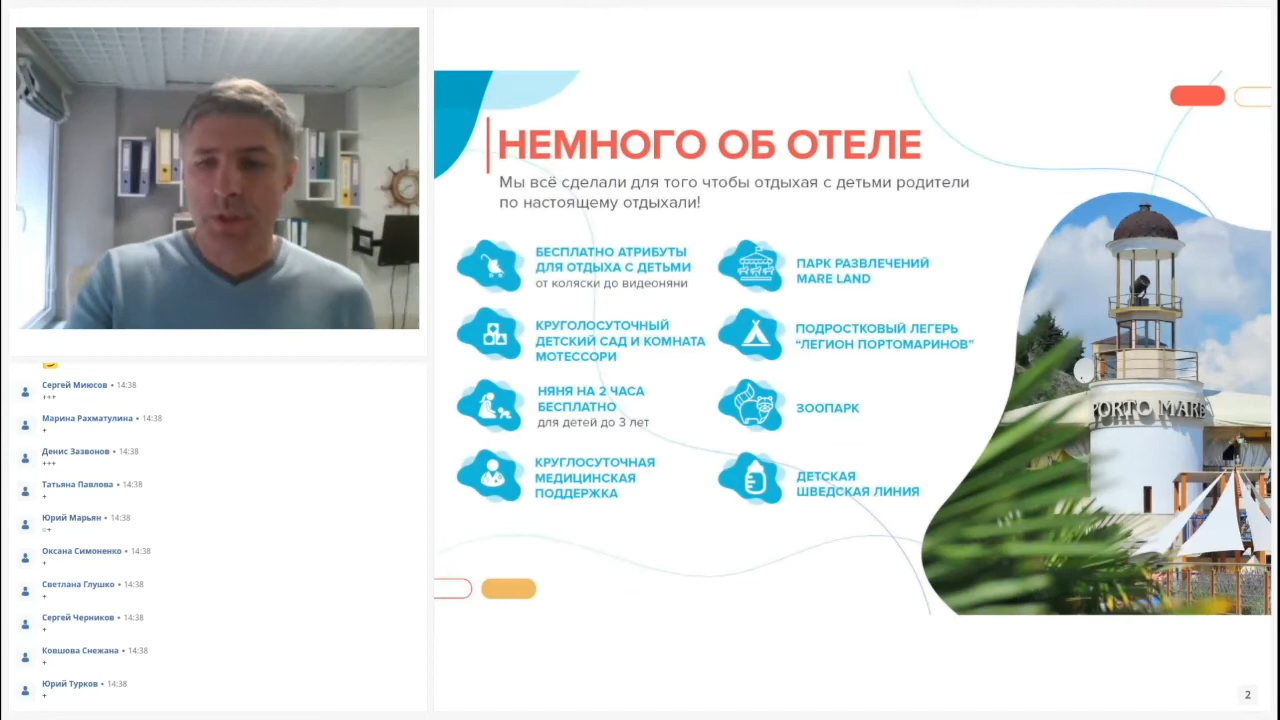 Сергей Миюсов • 14:38
+++
Марина Рахматулина • 14:38
+
Денис Зазвонов • 14:38
+++
Татьяна Павлова • 14:38
+
Юрий Марьян • 14:38
+
Оксана Симоненко • 14:38
+
Светлана Глушко • 14:38
+
Сергей Черников • 14:38
+
Ковшова Снежана • 14:38
+
Юрий Турков • 14:38
+
НЕМНОГО ОБ ОТЕЛЕ
Мы всё сделали для того чтобы отдыхая с детьми родители
по настоящему отдыхали!
БЕСПЛАТНО АТРИБУТЫ
ДЛЯ ОТДЫХА С ДЕТЬМИ
от коляски до видеоняни
КРУГОЛОСУТОЧНЫЙ
ДЕТСКИЙ САД И КОМНАТА
МОТЕССОРИ
НЯНЯ НА 2 ЧАСА
БЕСПЛАТНО
для детей до 3 лет
КРУГЛОСУТОЧНАЯ
МЕДИЦИНСКАЯ
ПОДДЕРЖКА
ПАРК РАЗВЛЕЧЕНИЙ
MARE LAND
ПОДРОСТКОВЫЙ ЛЕГЕРЬ
“ЛЕГИОН ПОРТОМАРИНОВ”
ЗООПАРК
ДЕТСКАЯ
ШВЕДСКАЯ ЛИНИЯ
PORTO MARE
2